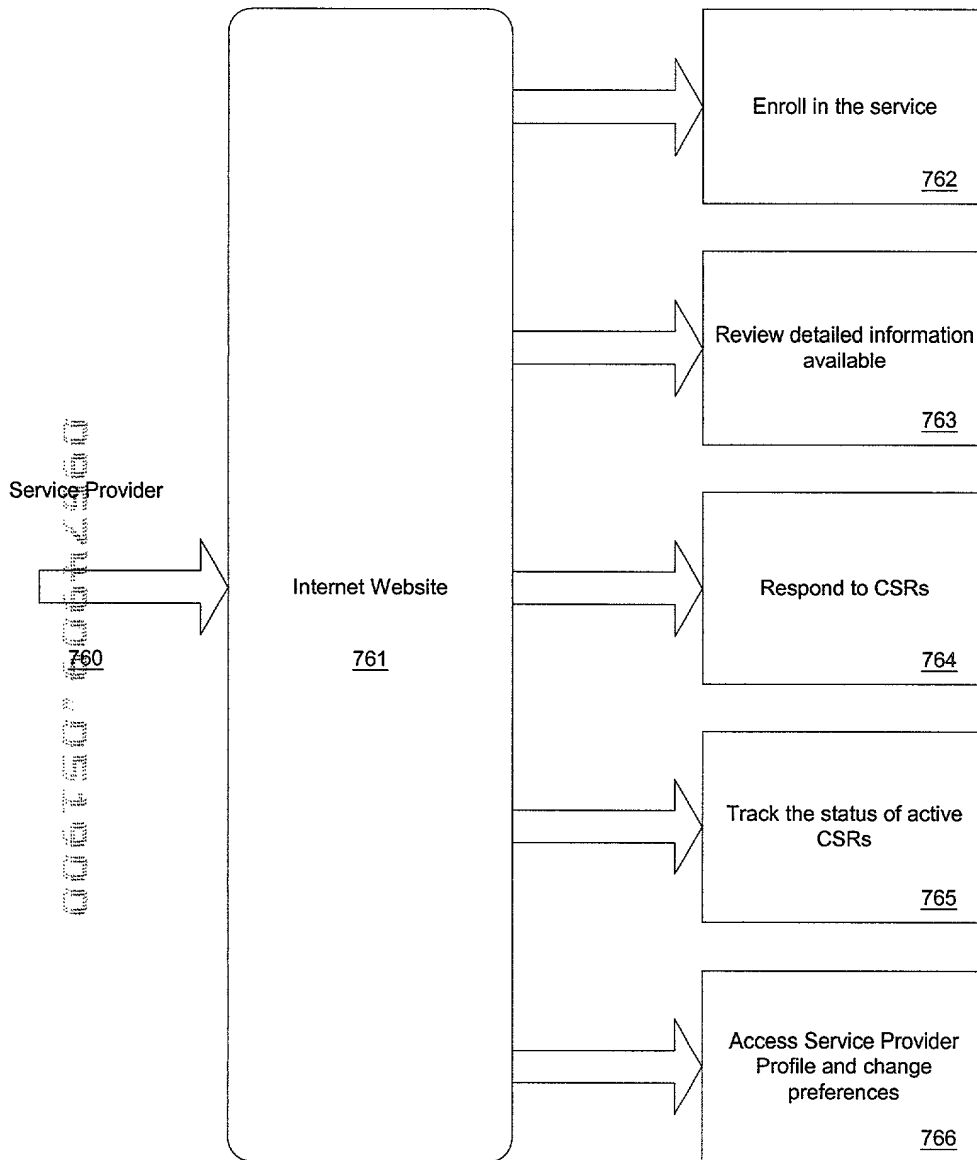 Enroll in the service
762
Review detailed information
available
763
Service Provider
760
Internet Website
761
Respond to CSRs
764
Track the status of active
CSRs
765
Access Service Provider
Profile and change
preferences
766